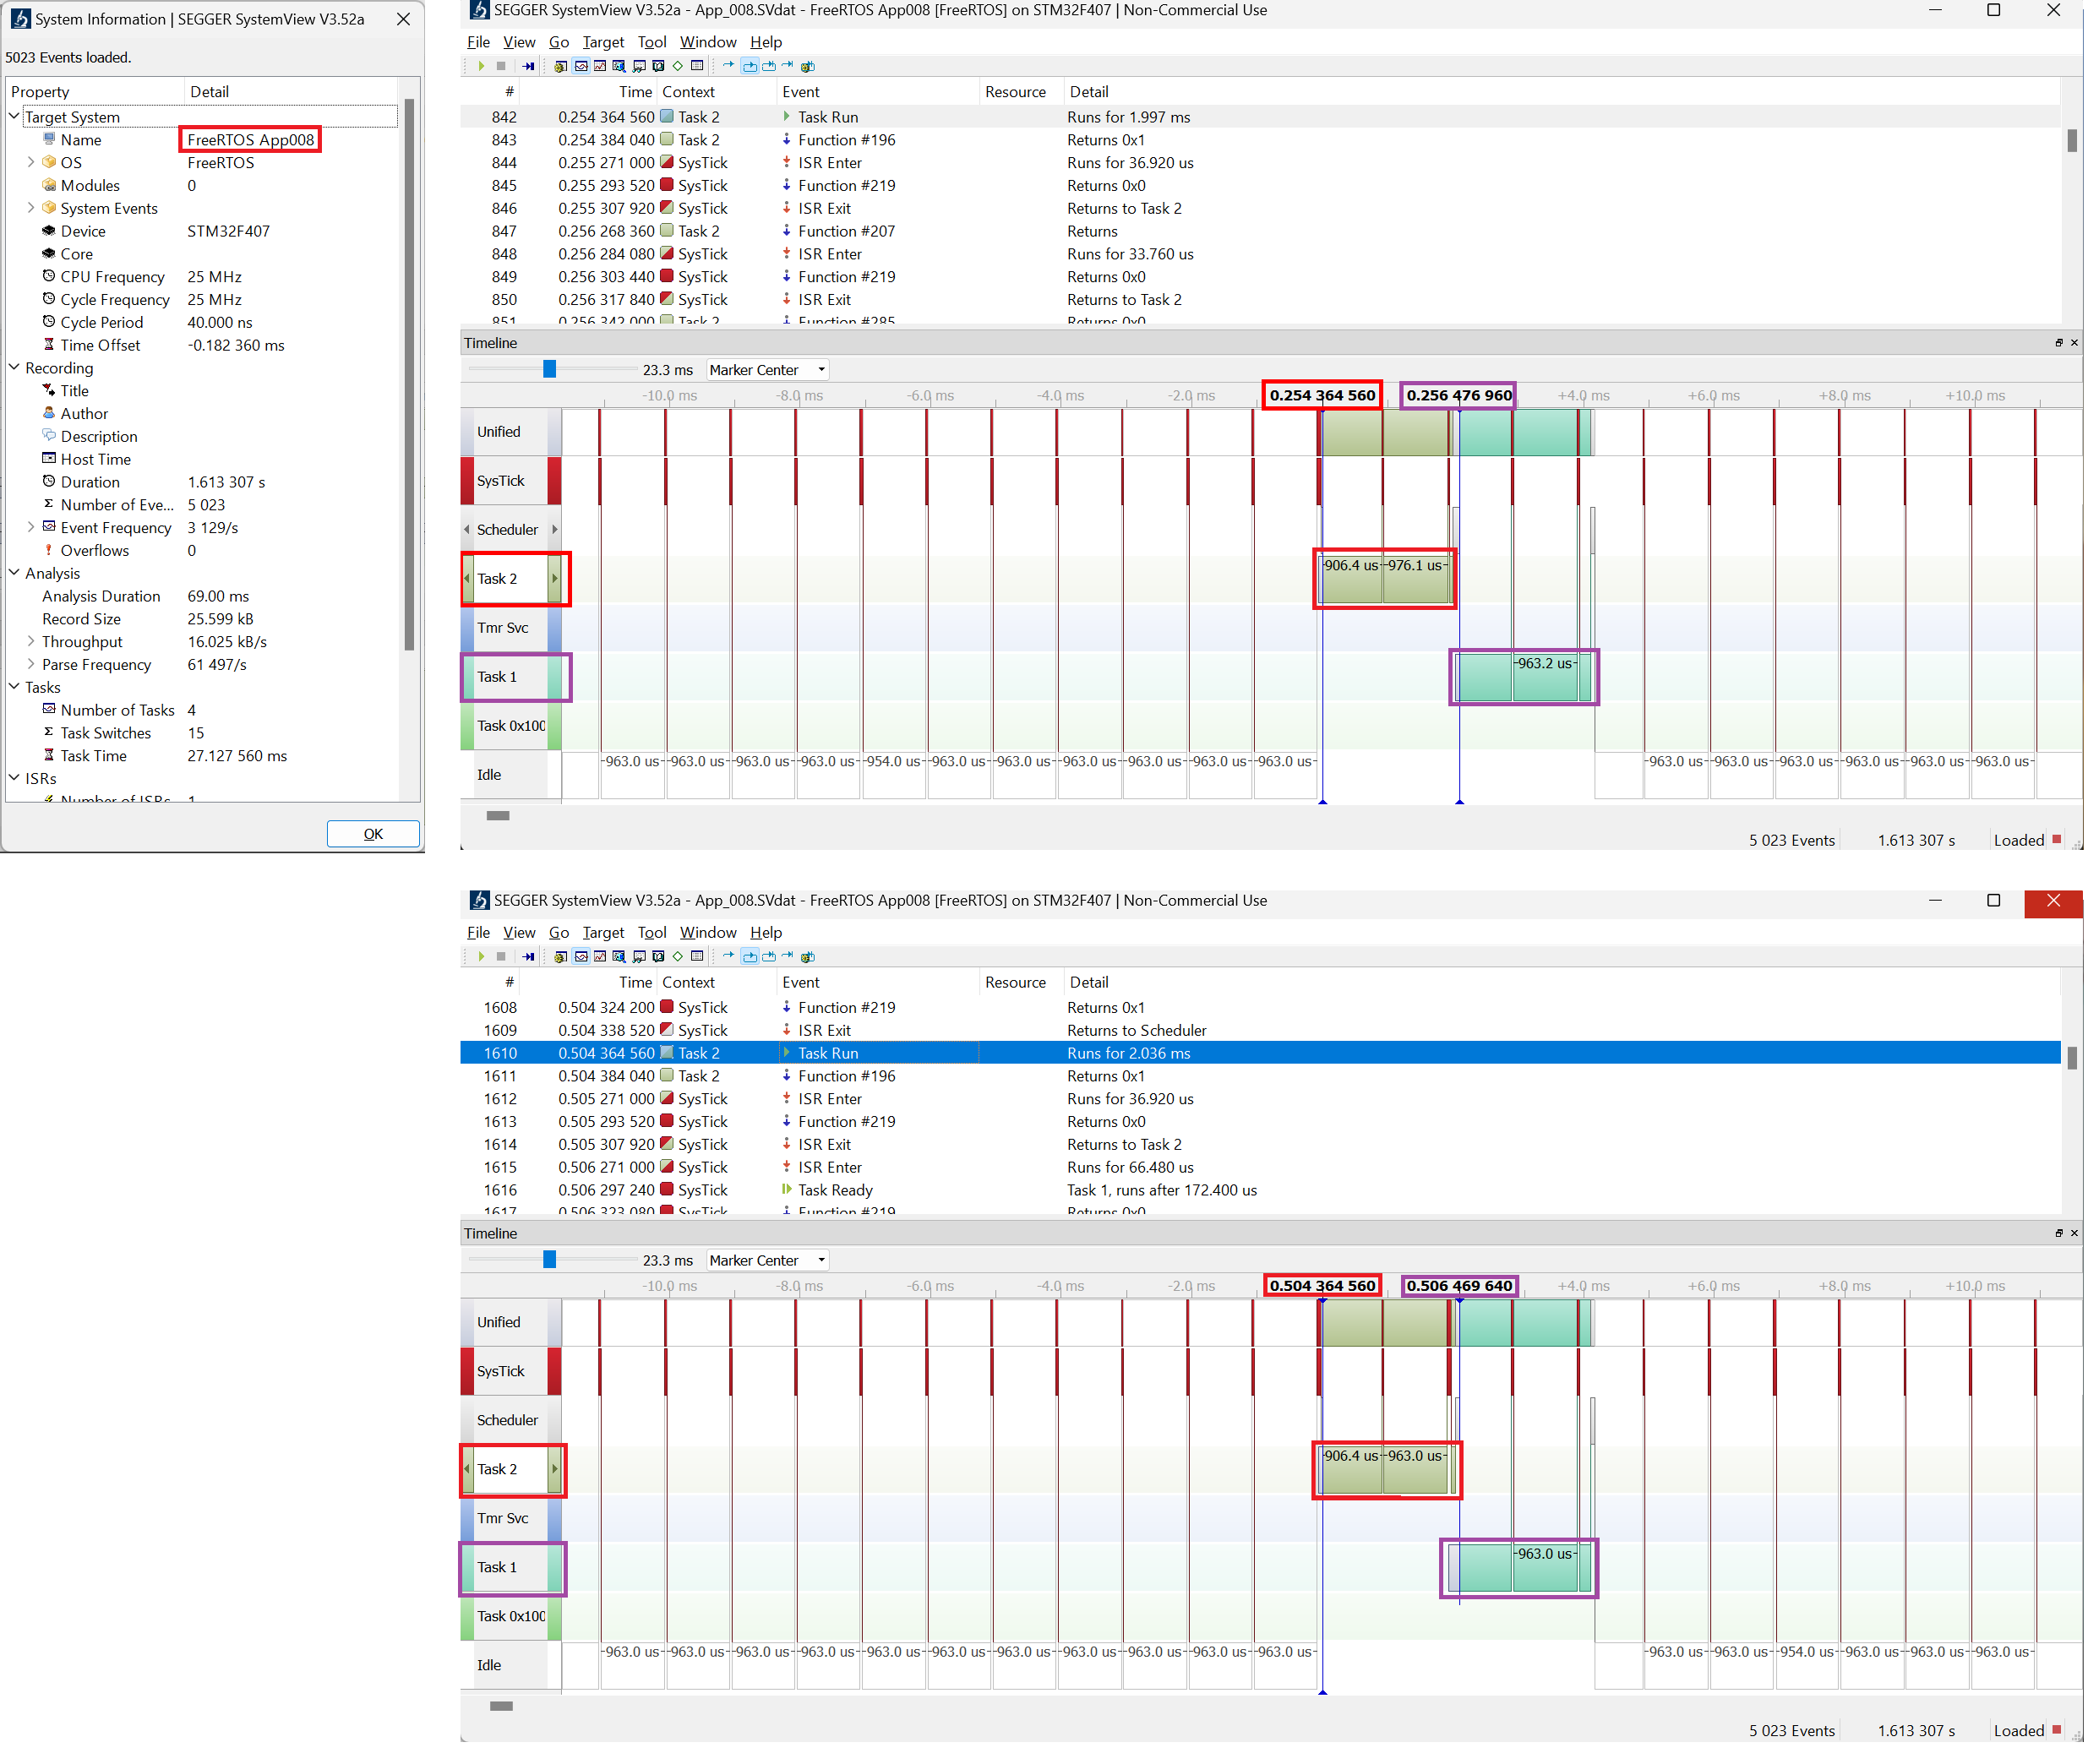 System Information | SEGGER SystemView V3.52a
5023 Events loaded.
Property Detail
Target System
Name FreeRTOS App008
OS FreeRTOS
Modules 0
System Events
Device STM32F407
Core
CPU Frequency 25 MHz
Cycle Frequency 25 MHz
Cycle Period 40.000 ns
Time Offset -0.182 360 ms
Recording
Title
Author
Description
Host Time
Duration 1.613 307 s
Number of Eve... 5 023
Event Frequency 3 129/s
Overflows 0
Analysis
Analysis Duration 69.00 ms
Record Size 25.599 kB
Throughput 16.025 kB/s
Parse Frequency 61 497/s
Tasks
Number of Tasks 4
Task Switches 15
Task Time 27.127 560 ms
ISRs
Number of ISRs 1
OK
SEGGER SystemView V3.52a - App_008.SVdat - FreeRTOS App008 [FreeRTOS] on STM32F407 | Non-Commercial Use
File View Go Target Tool Window Help
# Time Context Event Resource Detail
842 0.254 364 560 Task 2 Task Run Runs for 1.997 ms
843 0.254 384 040 Task 2 Function #196 Returns 0x1
844 0.255 271 000 SysTick ISR Enter Runs for 36.920 us
845 0.255 293 520 SysTick Function #219 Returns 0x0
846 0.255 307 920 SysTick ISR Exit Returns to Task 2
847 0.256 268 360 Task 2 Function #207 Returns
848 0.256 284 080 SysTick ISR Enter Runs for 33.760 us
849 0.256 303 440 SysTick Function #219 Returns 0x0
850 0.256 317 840 SysTick ISR Exit Returns to Task 2
851 0.256 342 000 Task 2 Function #285 Returns 0x0
Timeline
23.3 ms Marker Center
-10.0 ms -8.0 ms -6.0 ms -4.0 ms -2.0 ms 0.254 364 560 0.256 476 960 +4.0 ms +6.0 ms +8.0 ms +10.0 ms
Unified
SysTick
Scheduler
Task 2 906.4 us 976.1 us
Tmr Svc
Task 1 963.2 us
Task 0x100
Idle 963.0 us 963.0 us 963.0 us 963.0 us 954.0 us 963.0 us 963.0 us 963.0 us 963.0 us 963.0 us 963.0 us 963.0 us 963.0 us 963.0 us 963.0 us 963.0 us 963.0 us
5 023 Events 1.613 307 s Loaded
SEGGER SystemView V3.52a - App_008.SVdat - FreeRTOS App008 [FreeRTOS] on STM32F407 | Non-Commercial Use
File View Go Target Tool Window Help
# Time Context Event Resource Detail
1608 0.504 324 200 SysTick Function #219 Returns 0x1
1609 0.504 338 520 SysTick ISR Exit Returns to Scheduler
1610 0.504 364 560 Task 2 Task Run Runs for 2.036 ms
1611 0.504 384 040 Task 2 Function #196 Returns 0x1
1612 0.505 271 000 SysTick ISR Enter Runs for 36.920 us
1613 0.505 293 520 SysTick Function #219 Returns 0x0
1614 0.505 307 920 SysTick ISR Exit Returns to Task 2
1615 0.506 271 000 SysTick ISR Enter Runs for 66.480 us
1616 0.506 297 240 SysTick Task Ready Task 1, runs after 172.400 us
1617 0.506 323 080 SysTick Function #219 Returns 0x0
Timeline
23.3 ms Marker Center
-10.0 ms -8.0 ms -6.0 ms -4.0 ms -2.0 ms 0.504 364 560 0.506 469 640 +4.0 ms +6.0 ms +8.0 ms +10.0 ms
Unified
SysTick
Scheduler
Task 2 906.4 us 963.0 us
Tmr Svc
Task 1 963.0 us
Task 0x100
Idle 963.0 us 963.0 us 963.0 us 963.0 us 963.0 us 963.0 us 963.0 us 963.0 us 963.0 us 963.0 us 963.0 us 963.0 us 963.0 us 954.0 us 963.0 us 963.0 us 963.0 us
5 023 Events 1.613 307 s Loaded